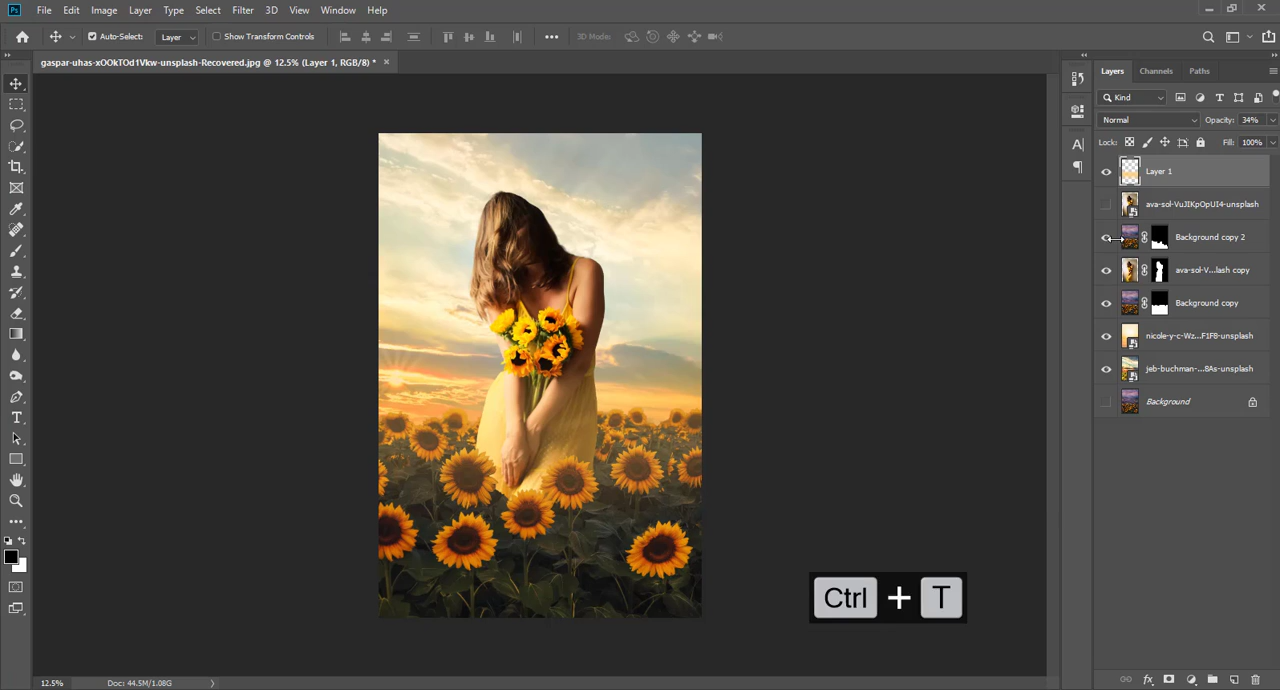 Ps File Edit Image Layer Type Select Filter 3D View Window Help
Auto-Select: Layer Show Transform Controls 3D Mode:
gaspar-uhas-xOOkTOd1Vkw-unsplash-Recovered.jpg @ 12.5% (Layer 1, RGB/8) *
Layers Channels Paths
Kind
Normal Opacity: 34%
Lock: Fill: 100%
Layer 1
ava-sol-VuJIKpOpUI4-unsplash
Background copy 2
ava-sol-V...lash copy
Background copy
nicole-y-c-Wz...F1F8-unsplash
jeb-buchman-...8As-unsplash
Background
Ctrl + T
12.5% Doc: 44.5M/1.08G